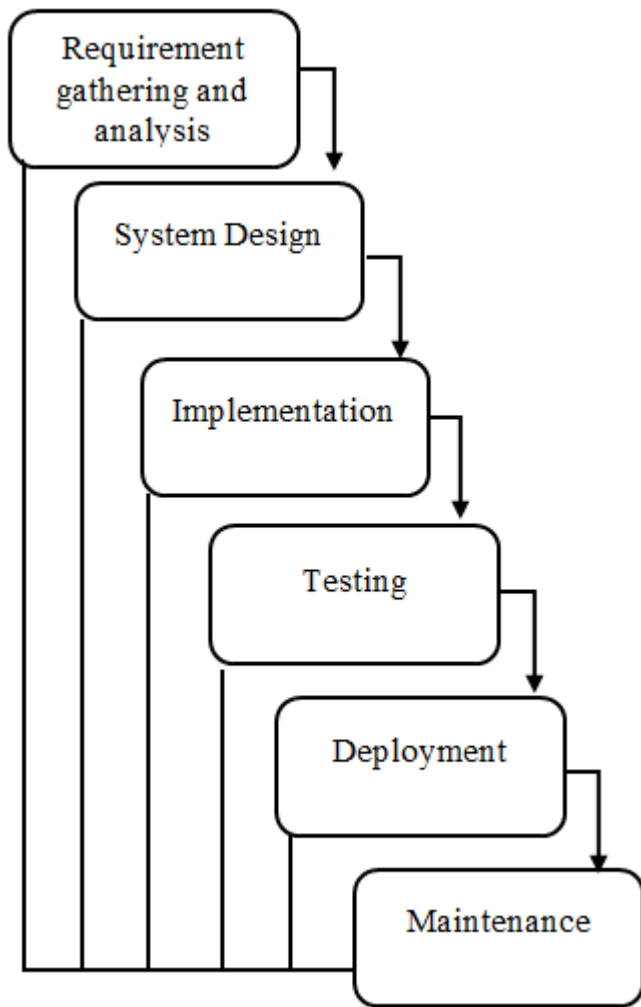 Requirement
gathering and
analysis
System Design
Implementation
Testing
Deployment
Maintenance